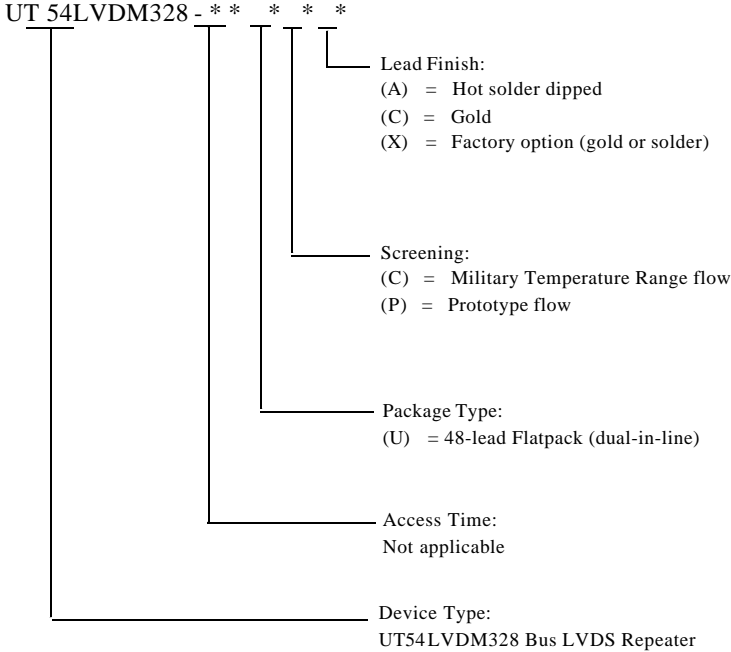 UT 54LVDM328 - * * * * *
Lead Finish:
(A) = Hot solder dipped
(C) = Gold
(X) = Factory option (gold or solder)
Screening:
(C) = Military Temperature Range flow
(P) = Prototype flow
Package Type:
(U) = 48-lead Flatpack (dual-in-line)
Access Time:
Not applicable
Device Type:
UT54LVDM328 Bus LVDS Repeater